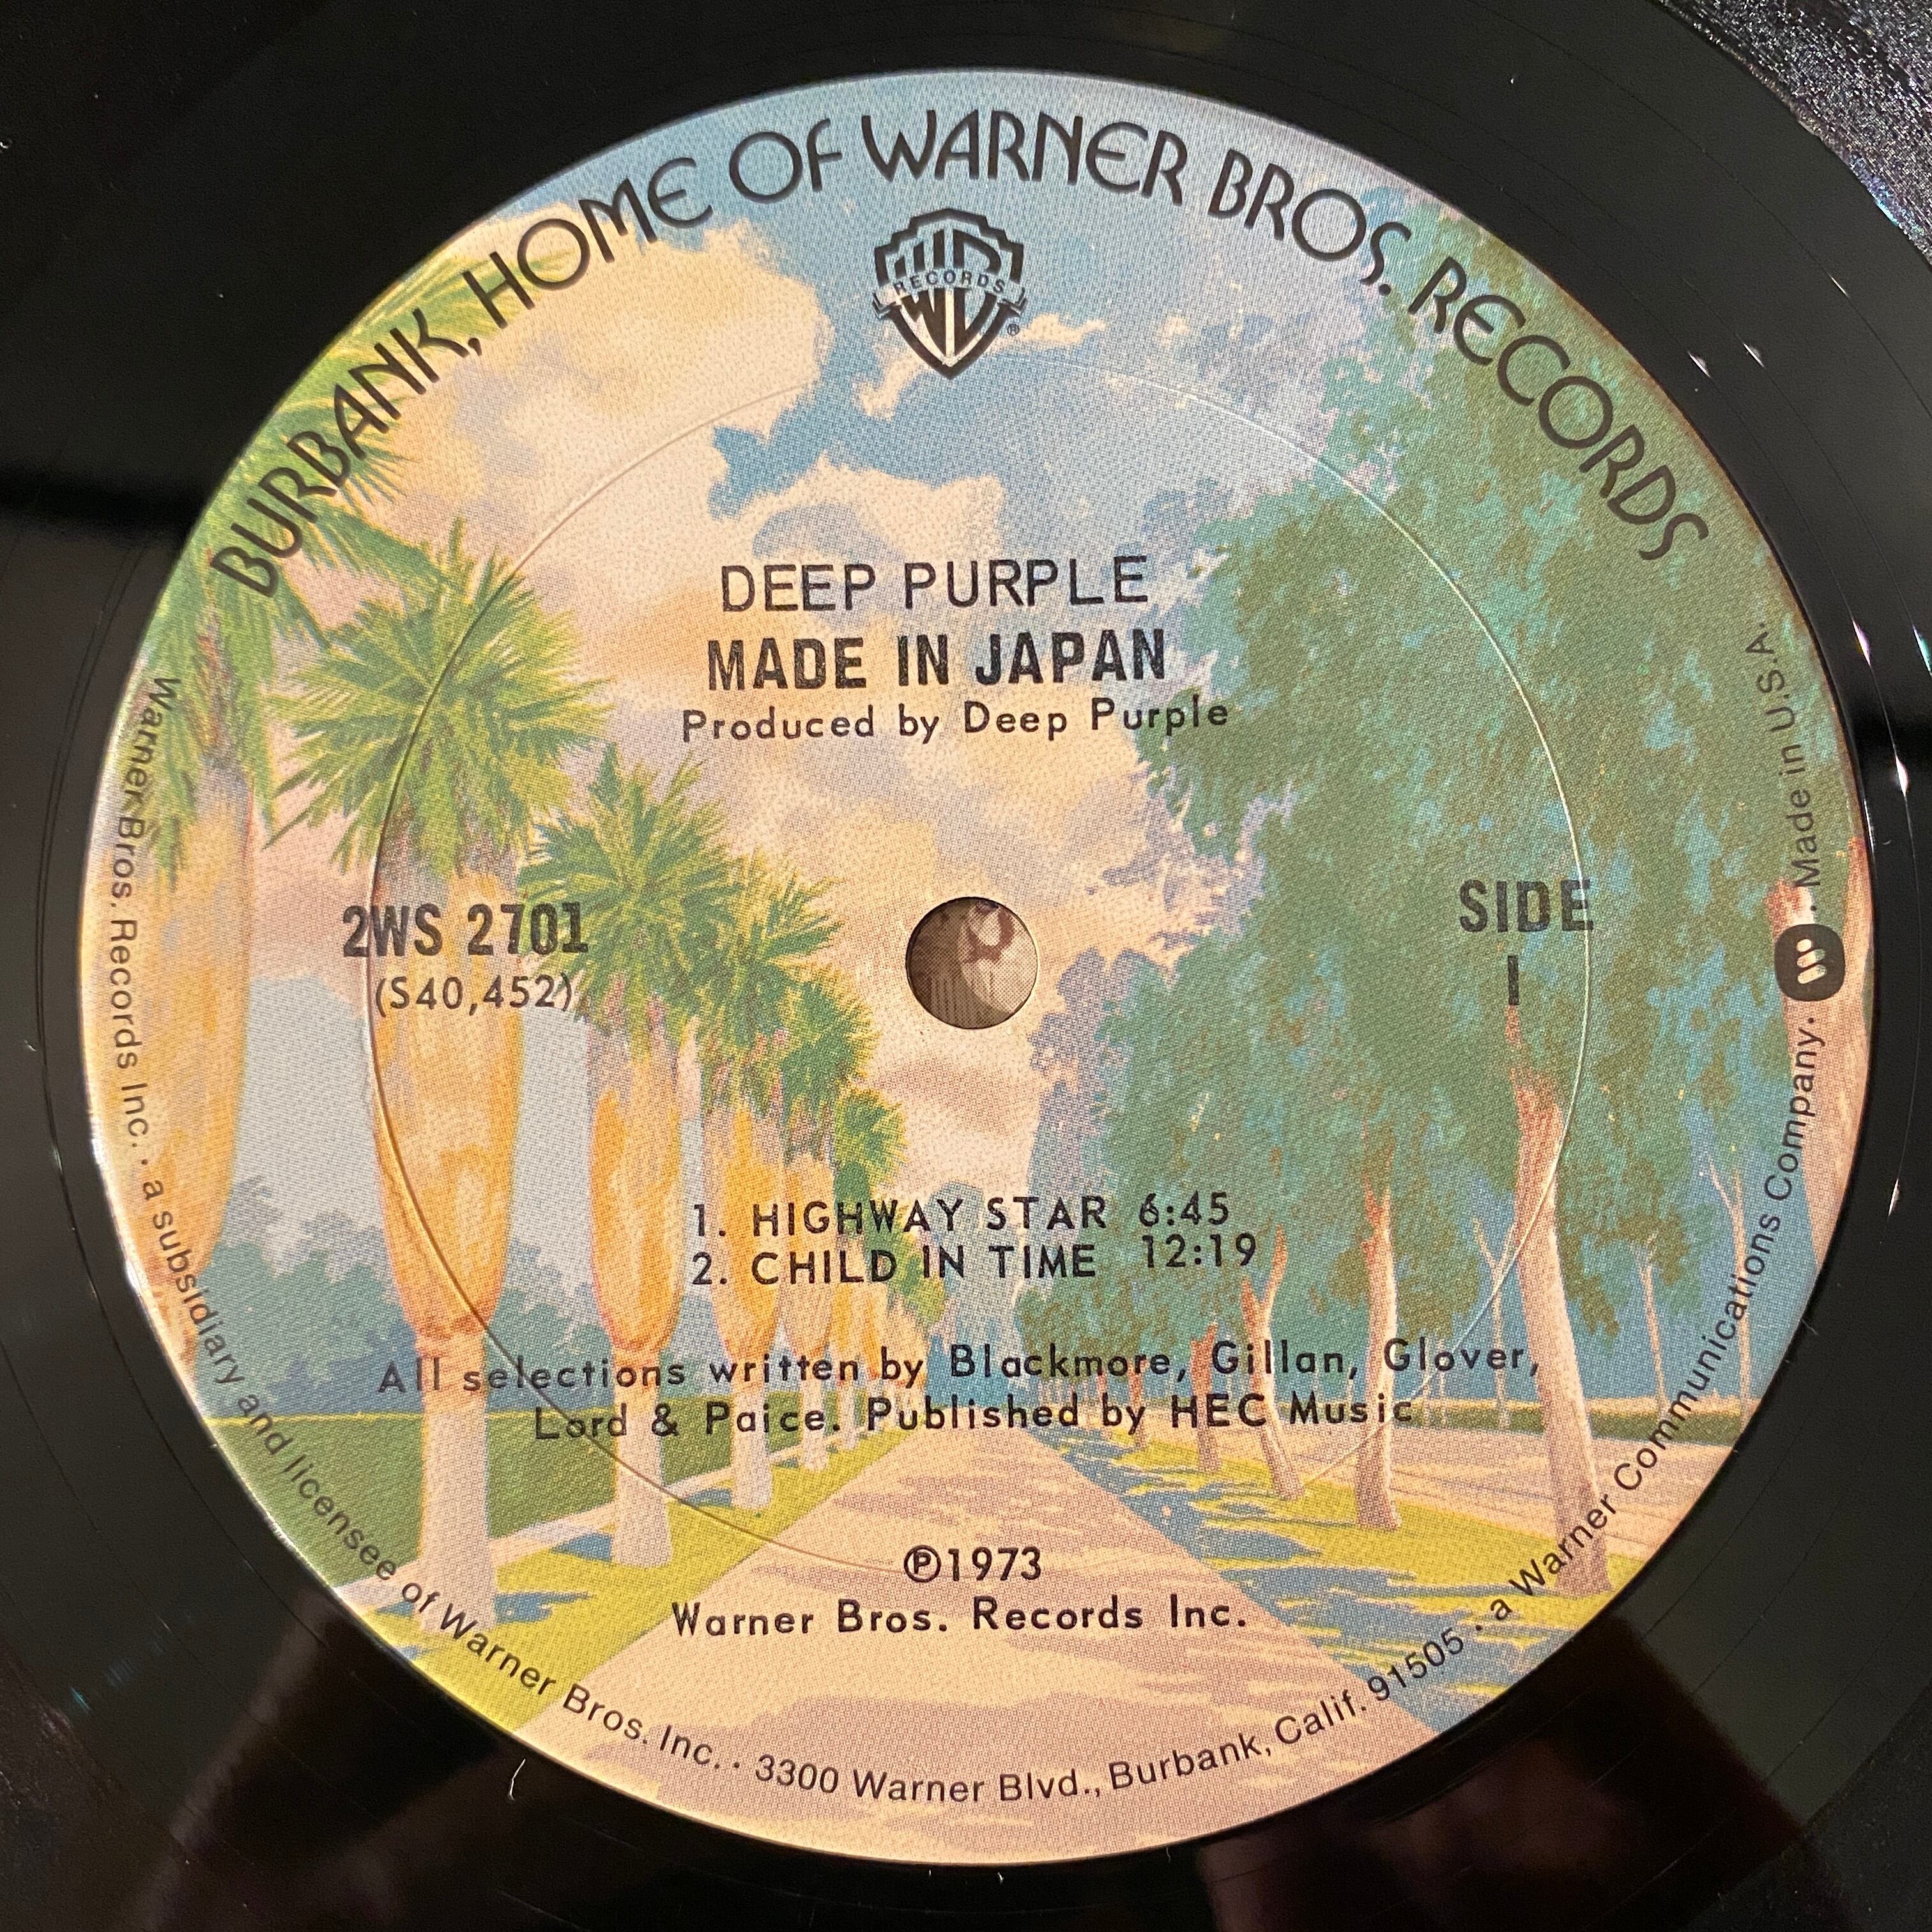 BURBANK, HOME OF WARNER BROS. RECORDS
WB
RECORDS
®
DEEP PURPLE
MADE IN JAPAN
Produced by Deep Purple
2WS 2701
(S40,452)
SIDE
1
1. HIGHWAY STAR 6:45
2. CHILD IN TIME 12:19
All selections written by Blackmore, Gillan, Glover,
Lord & Paice. Published by HEC Music
℗1973
Warner Bros. Records Inc.
Warner Bros. Records Inc. · a subsidiary and licensee of Warner Bros. Inc. · 3300 Warner Blvd., Burbank, Calif. 91505 · a Warner Communications Company. W. Made in U.S.A.